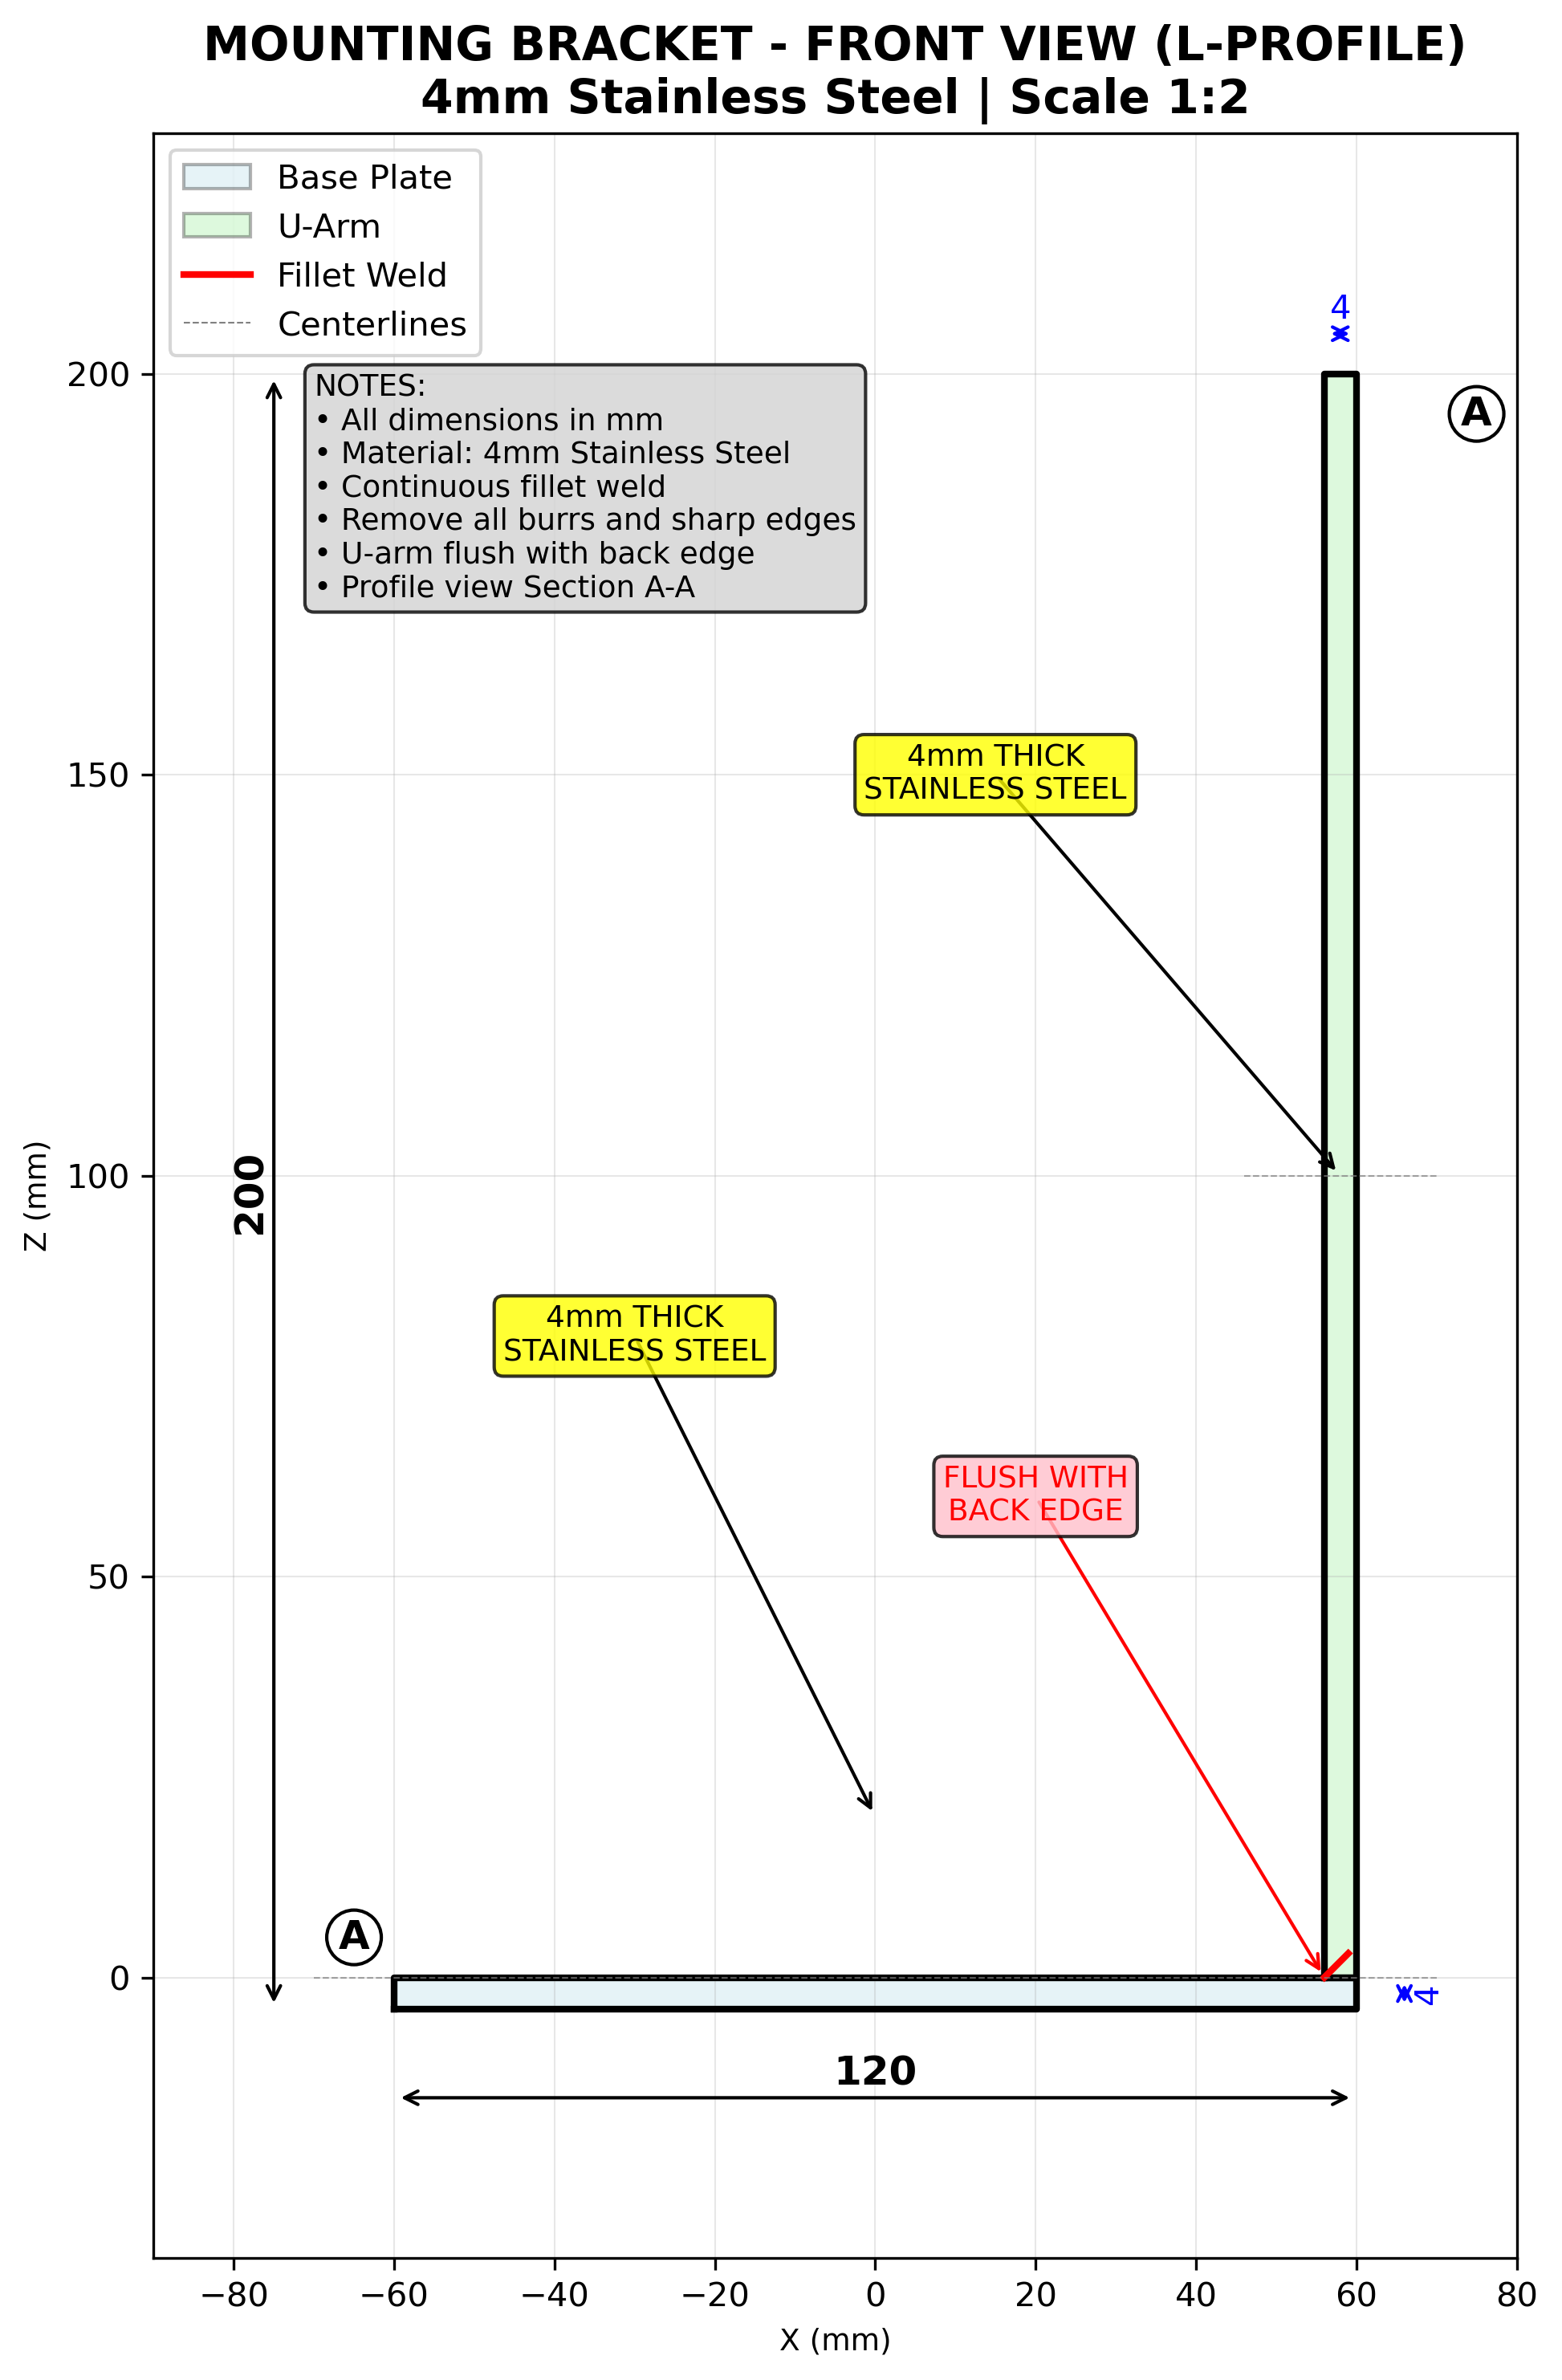 MOUNTING BRACKET - FRONT VIEW (L-PROFILE)
4mm Stainless Steel | Scale 1:2
Base Plate
U-Arm
Fillet Weld
Centerlines
4
200
A
NOTES:
• All dimensions in mm
• Material: 4mm Stainless Steel
• Continuous fillet weld
• Remove all burrs and sharp edges
• U-arm flush with back edge
• Profile view Section A-A
4mm THICK
STAINLESS STEEL
150
100
200
Z (mm)
4mm THICK
STAINLESS STEEL
FLUSH WITH
BACK EDGE
50
A
0
4
120
−80
−60
−40
−20
0
20
40
60
80
X (mm)